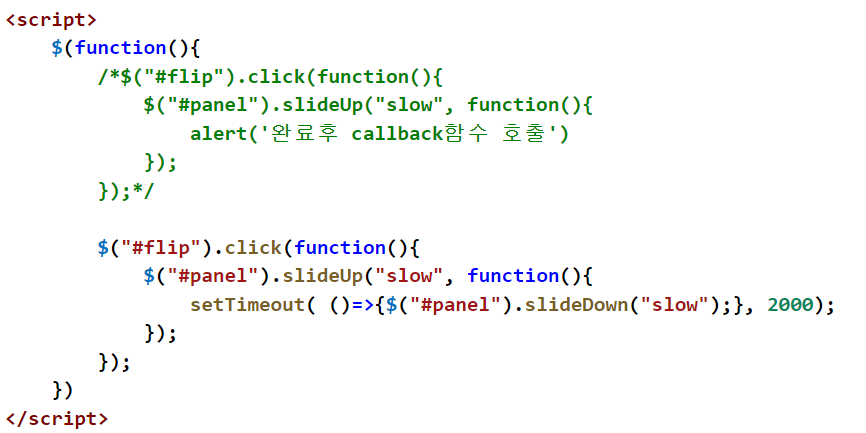 <script>
$(function(){
/*$("#flip").click(function(){
$("#panel").slideUp("slow", function(){
alert('완료후 callback함수 호출')
});
});*/
$("#flip").click(function(){
$("#panel").slideUp("slow", function(){
setTimeout( ()=>{$("#panel").slideDown("slow");}, 2000);
});
});
})
</script>